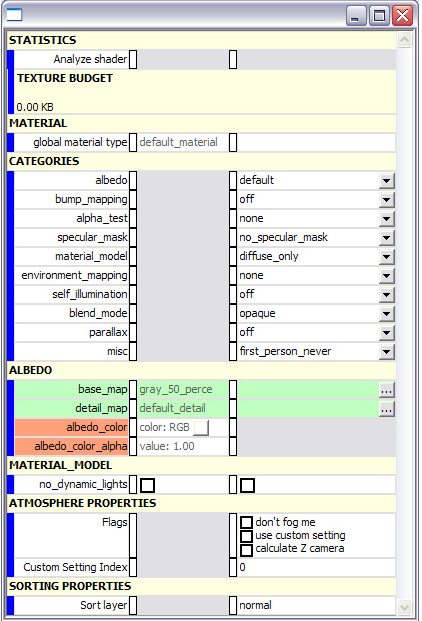 STATISTICS
Analyze shader
TEXTURE BUDGET
0.00 KB
MATERIAL
global material type default_material
CATEGORIES
albedo default
bump_mapping off
alpha_test none
specular_mask no_specular_mask
material_model diffuse_only
environment_mapping none
self_illumination off
blend_mode opaque
parallax off
misc first_person_never
ALBEDO
base_map gray_50_perce ...
detail_map default_detail ...
albedo_color color: RGB
albedo_color_alpha value: 1.00
MATERIAL_MODEL
no_dynamic_lights
ATMOSPHERE PROPERTIES
Flags don't fog me
use custom setting
calculate Z camera
Custom Setting Index 0
SORTING PROPERTIES
Sort layer normal